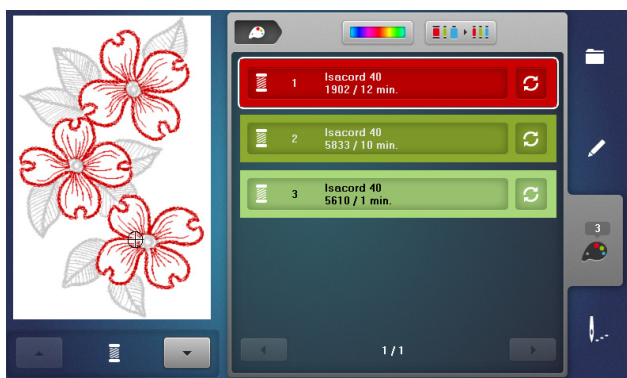 1
Isacord 40
1902 / 12 min.
2
Isacord 40
5833 / 10 min.
3
Isacord 40
5610 / 1 min.
3
1 / 1